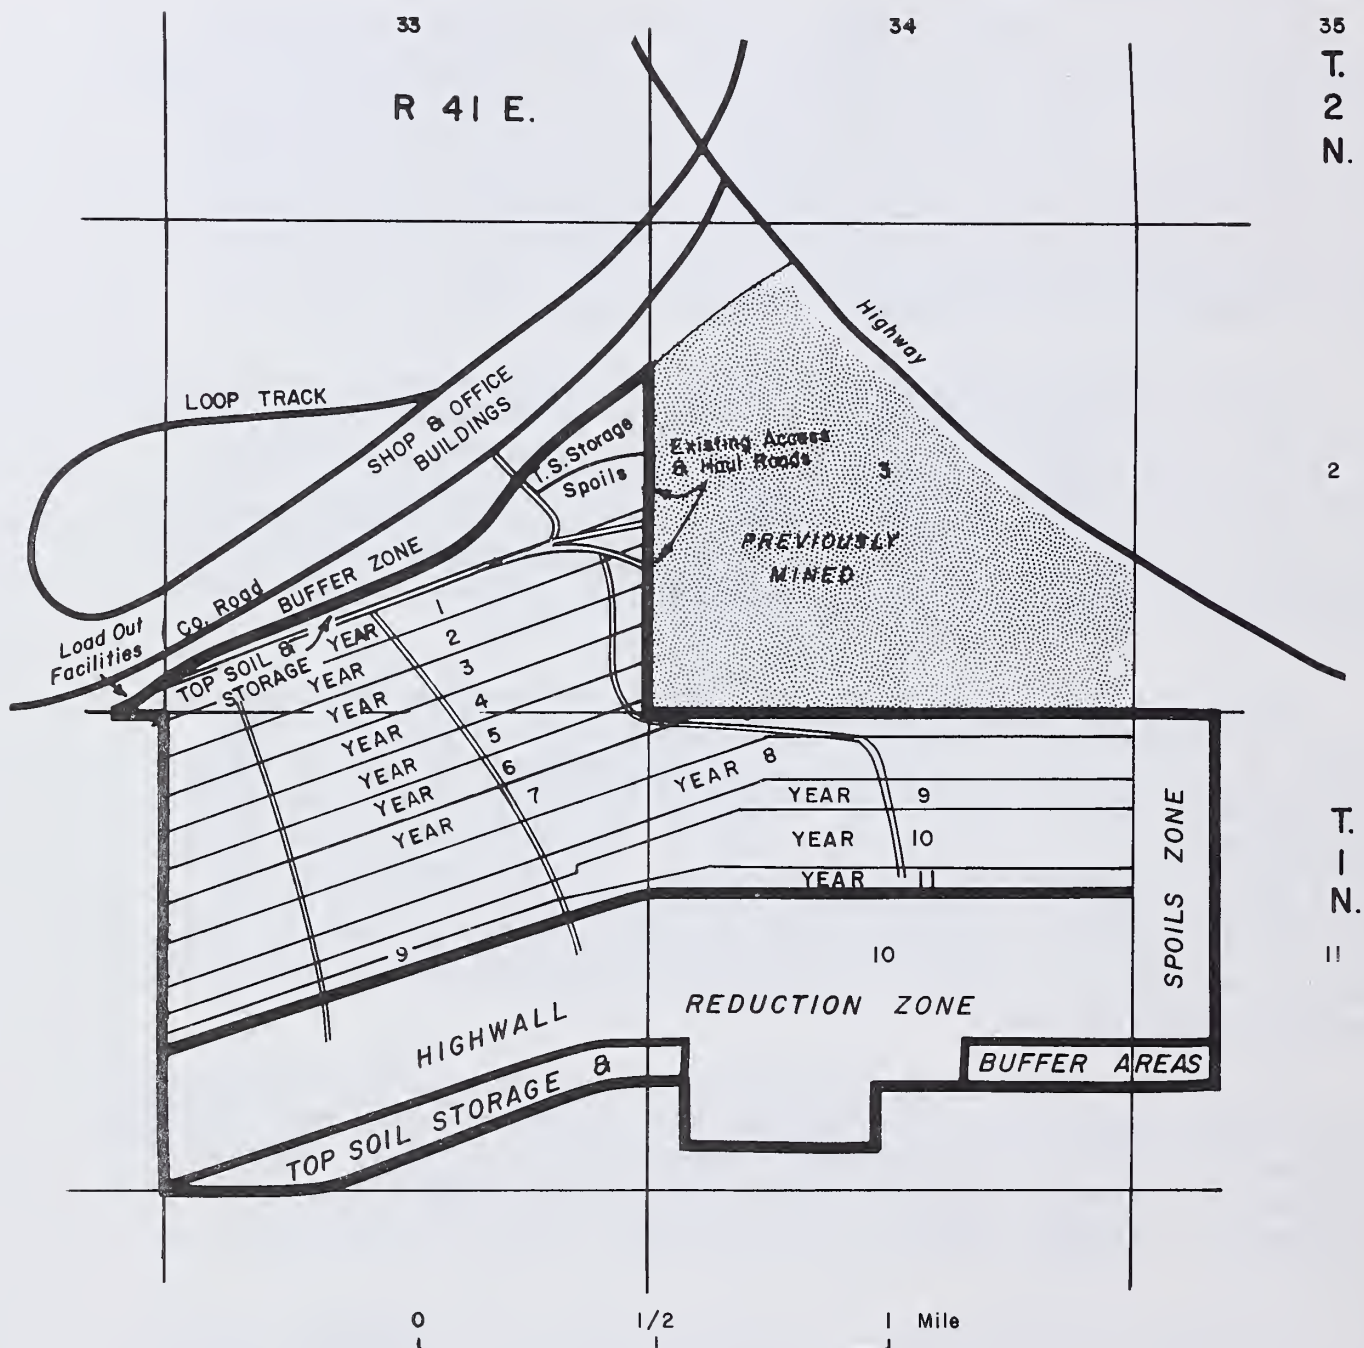 33
34
35
T.
2
N.
R 41 E.
Highway
LOOP TRACK
SHOP & OFFICE
BUILDINGS
T. S. Storage
Spoils
Existing Access
& Haul Roads
3
2
PREVIOUSLY
MINED
BUFFER ZONE
Co. Road
Load Out
Facilities
TOP SOIL &
STORAGE
YEAR 1
YEAR 2
YEAR 3
YEAR 4
YEAR 5
YEAR 6
YEAR 7
YEAR 8
YEAR 9
YEAR 10
YEAR 11
SPOILS ZONE
T.
1
N.
9
10
11
HIGHWALL
REDUCTION ZONE
BUFFER AREAS
TOP SOIL STORAGE &
0
1/2
1 Mile